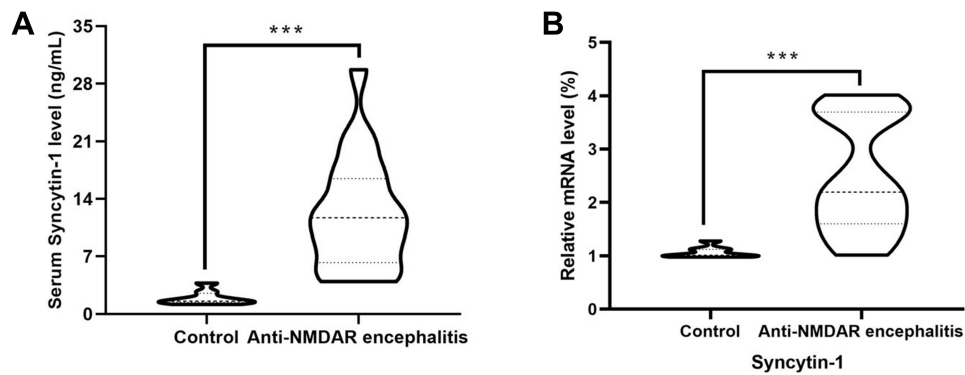 A
Serum Syncytin-1 level (ng/mL)
35
28
21
14
7
0
***
Control
Anti-NMDAR encephalitis
B
Relative mRNA level (%)
5
4
3
2
1
0
***
Control
Anti-NMDAR encephalitis
Syncytin-1